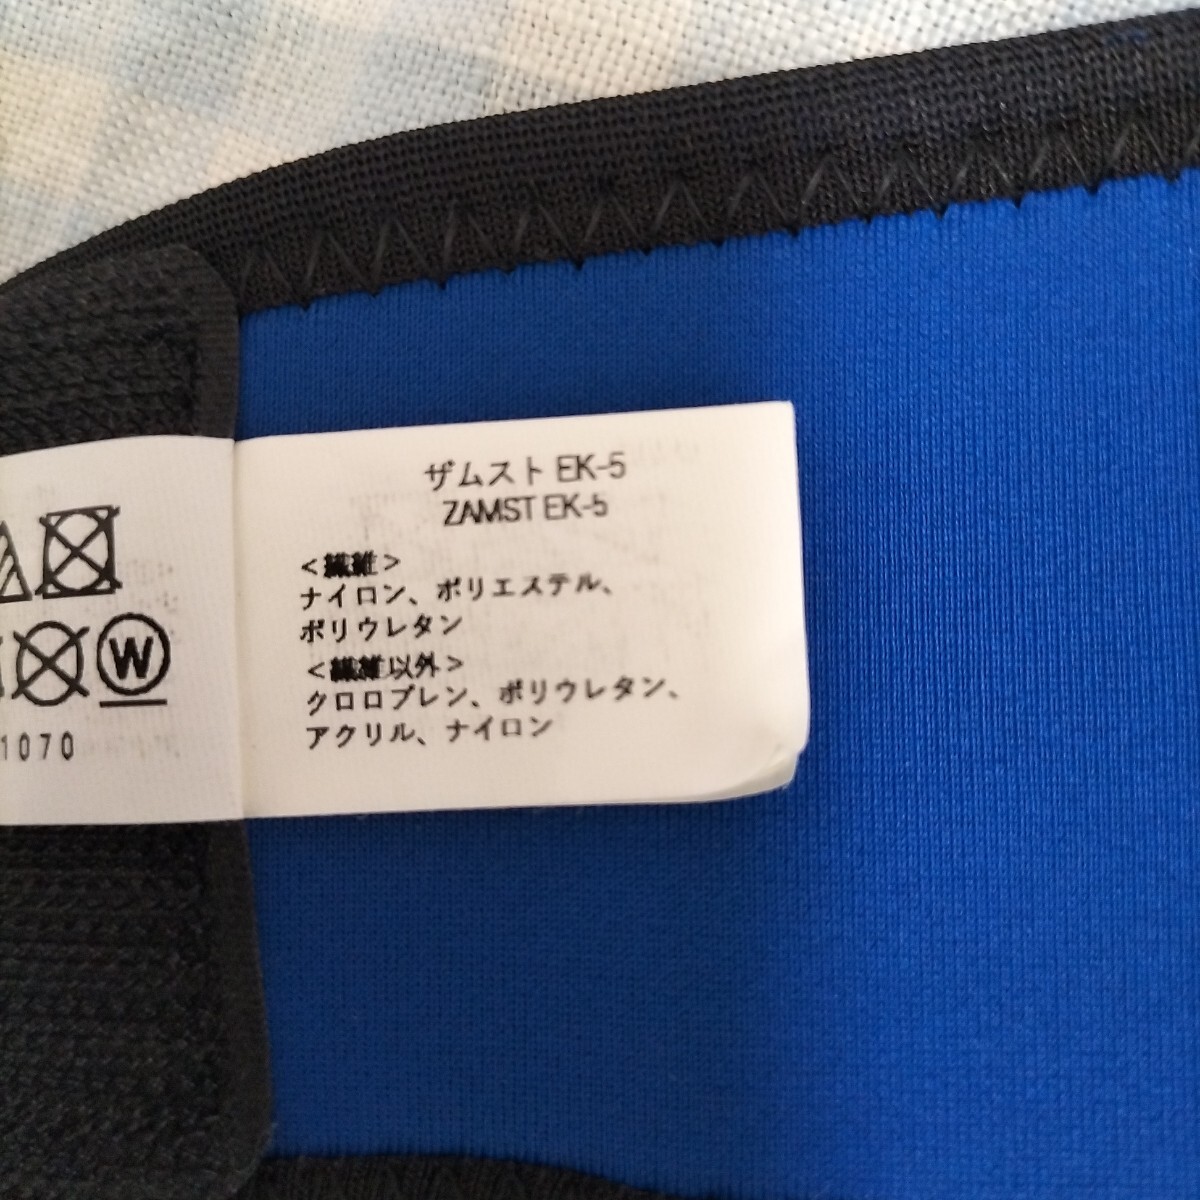 ザムスト EK-5
ZAMST EK-5
<繊維>
ナイロン、ポリエステル、
ポリウレタン
<繊維以外>
クロロプレン、ポリウレタン、
アクリル、ナイロン
W
1070